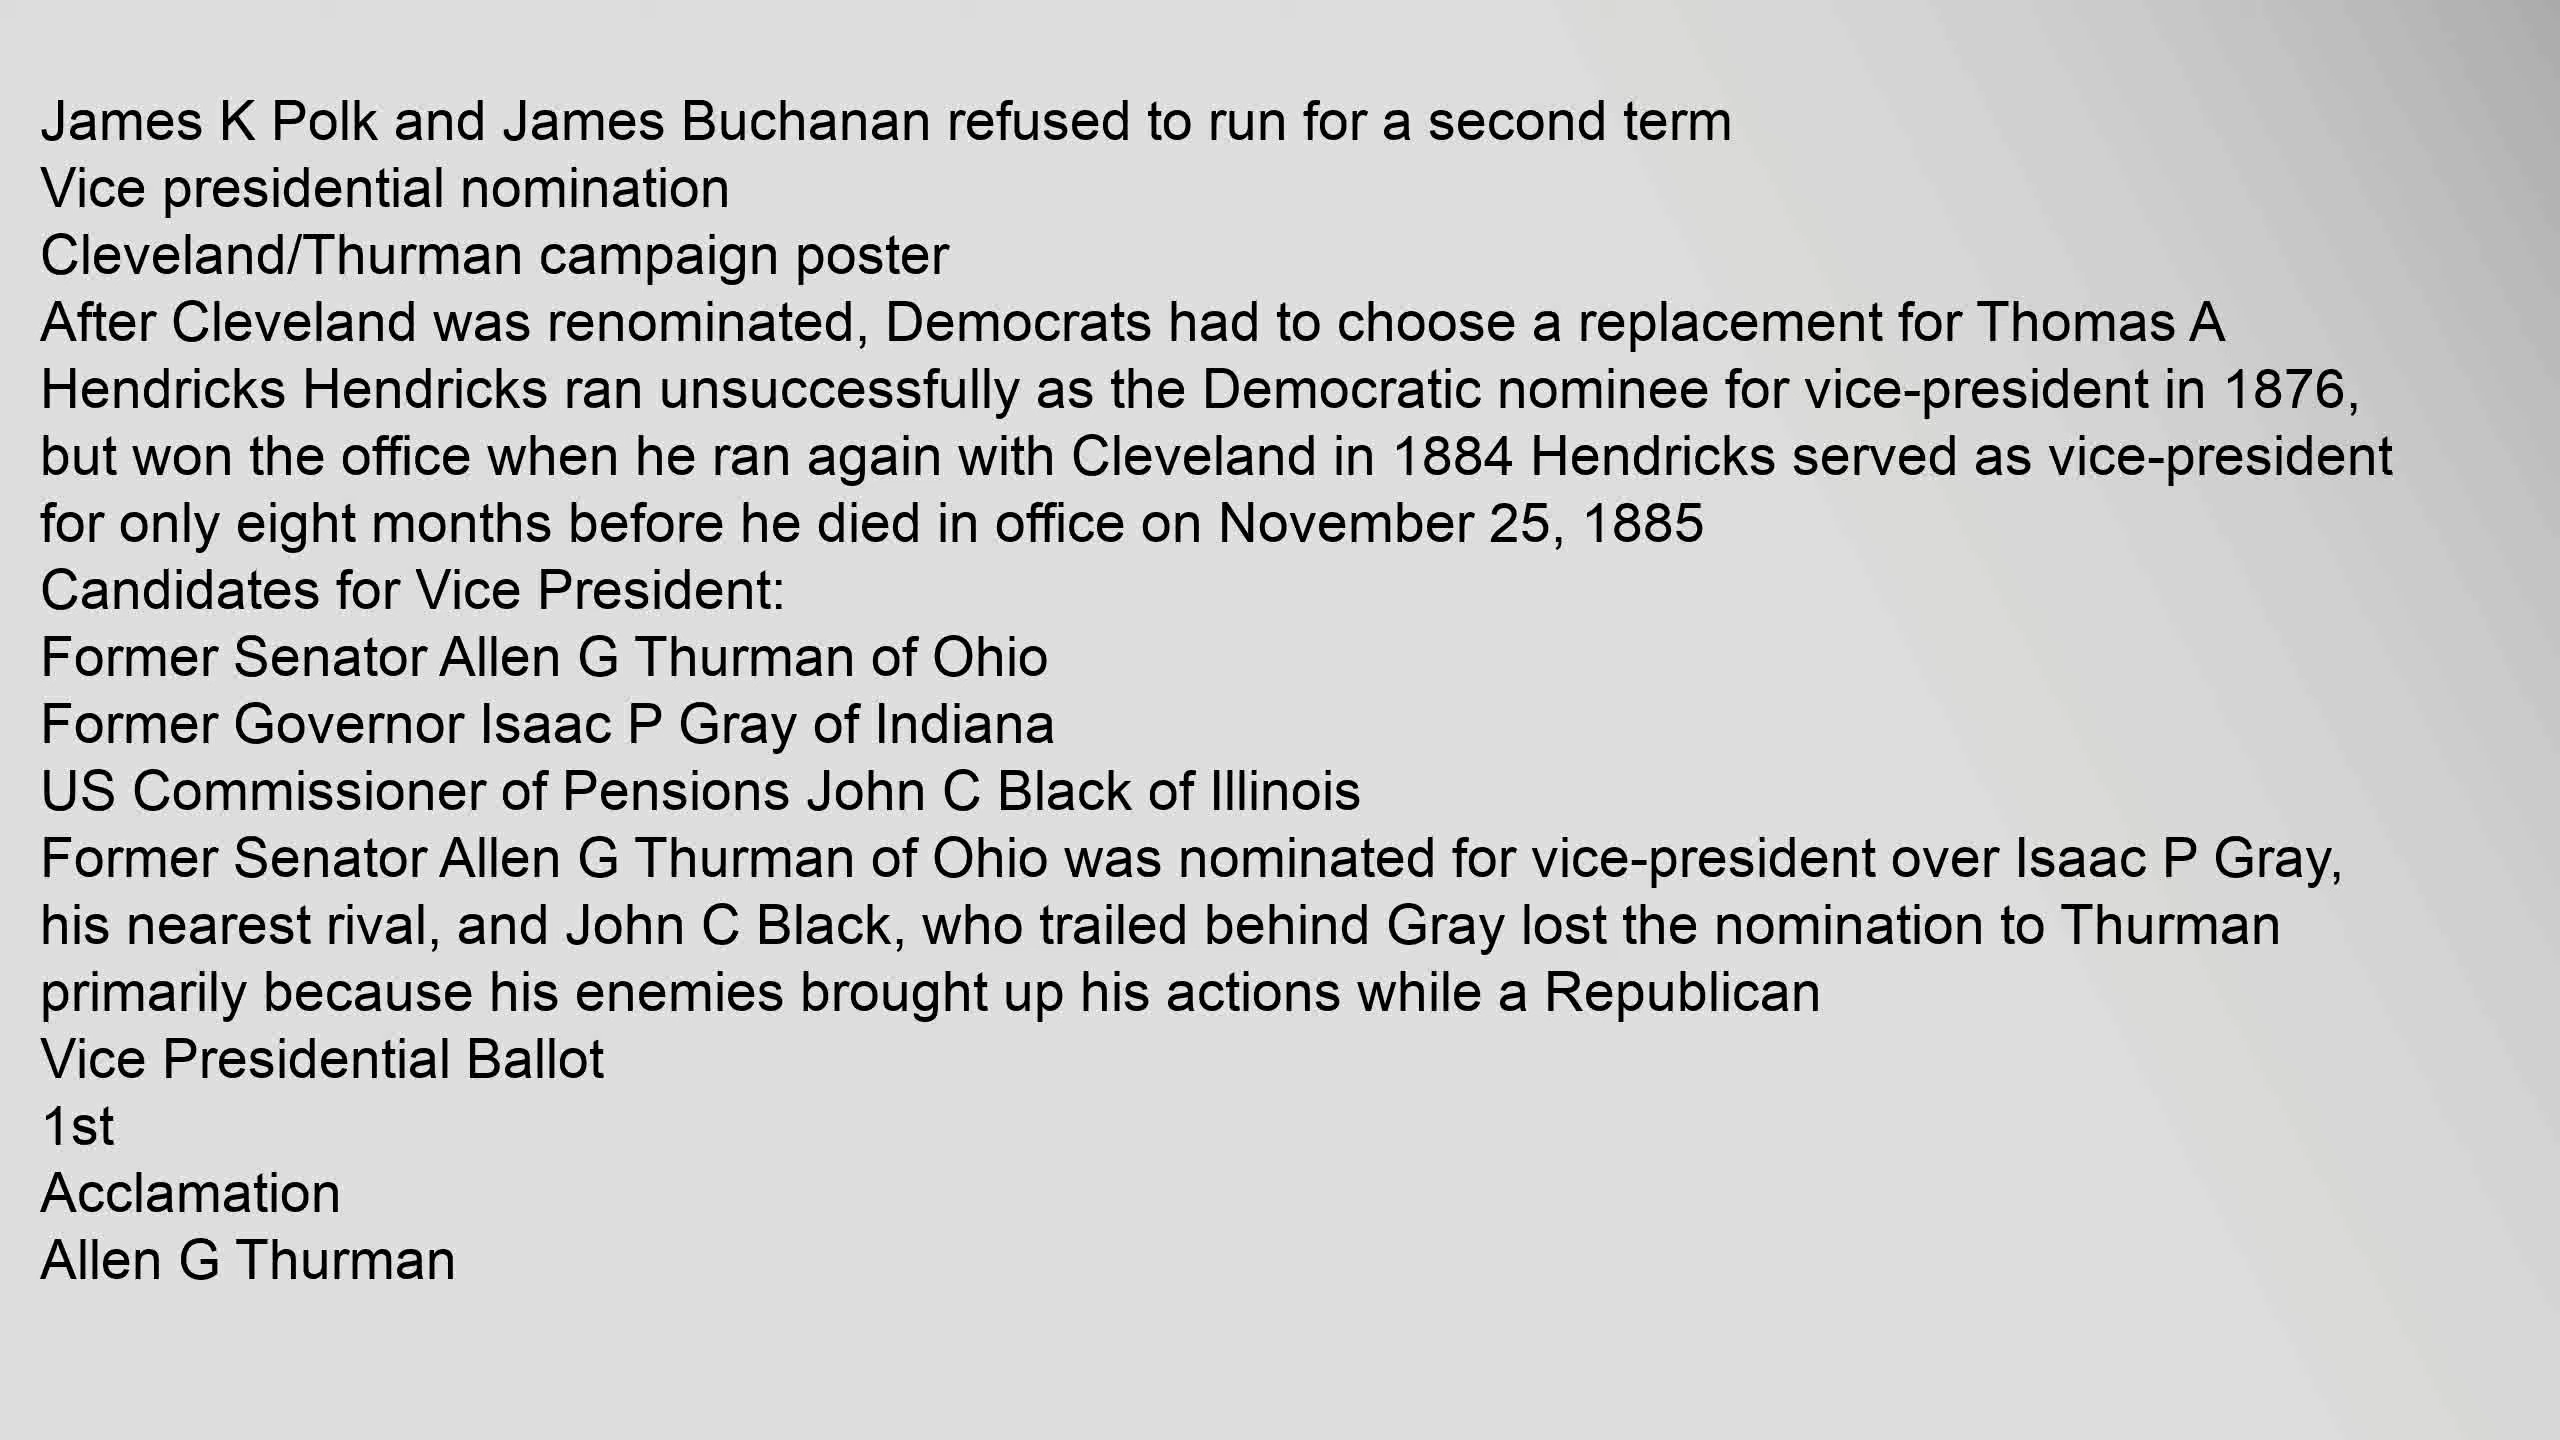 James K Polk and James Buchanan refused to run for a second term
Vice presidential nomination
Cleveland/Thurman campaign poster
After Cleveland was renominated, Democrats had to choose a replacement for Thomas A
Hendricks Hendricks ran unsuccessfully as the Democratic nominee for vice-president in 1876,
but won the office when he ran again with Cleveland in 1884 Hendricks served as vice-president
for only eight months before he died in office on November 25, 1885
Candidates for Vice President:
Former Senator Allen G Thurman of Ohio
Former Governor Isaac P Gray of Indiana
US Commissioner of Pensions John C Black of Illinois
Former Senator Allen G Thurman of Ohio was nominated for vice-president over Isaac P Gray,
his nearest rival, and John C Black, who trailed behind Gray lost the nomination to Thurman
primarily because his enemies brought up his actions while a Republican
Vice Presidential Ballot
1st
Acclamation
Allen G Thurman